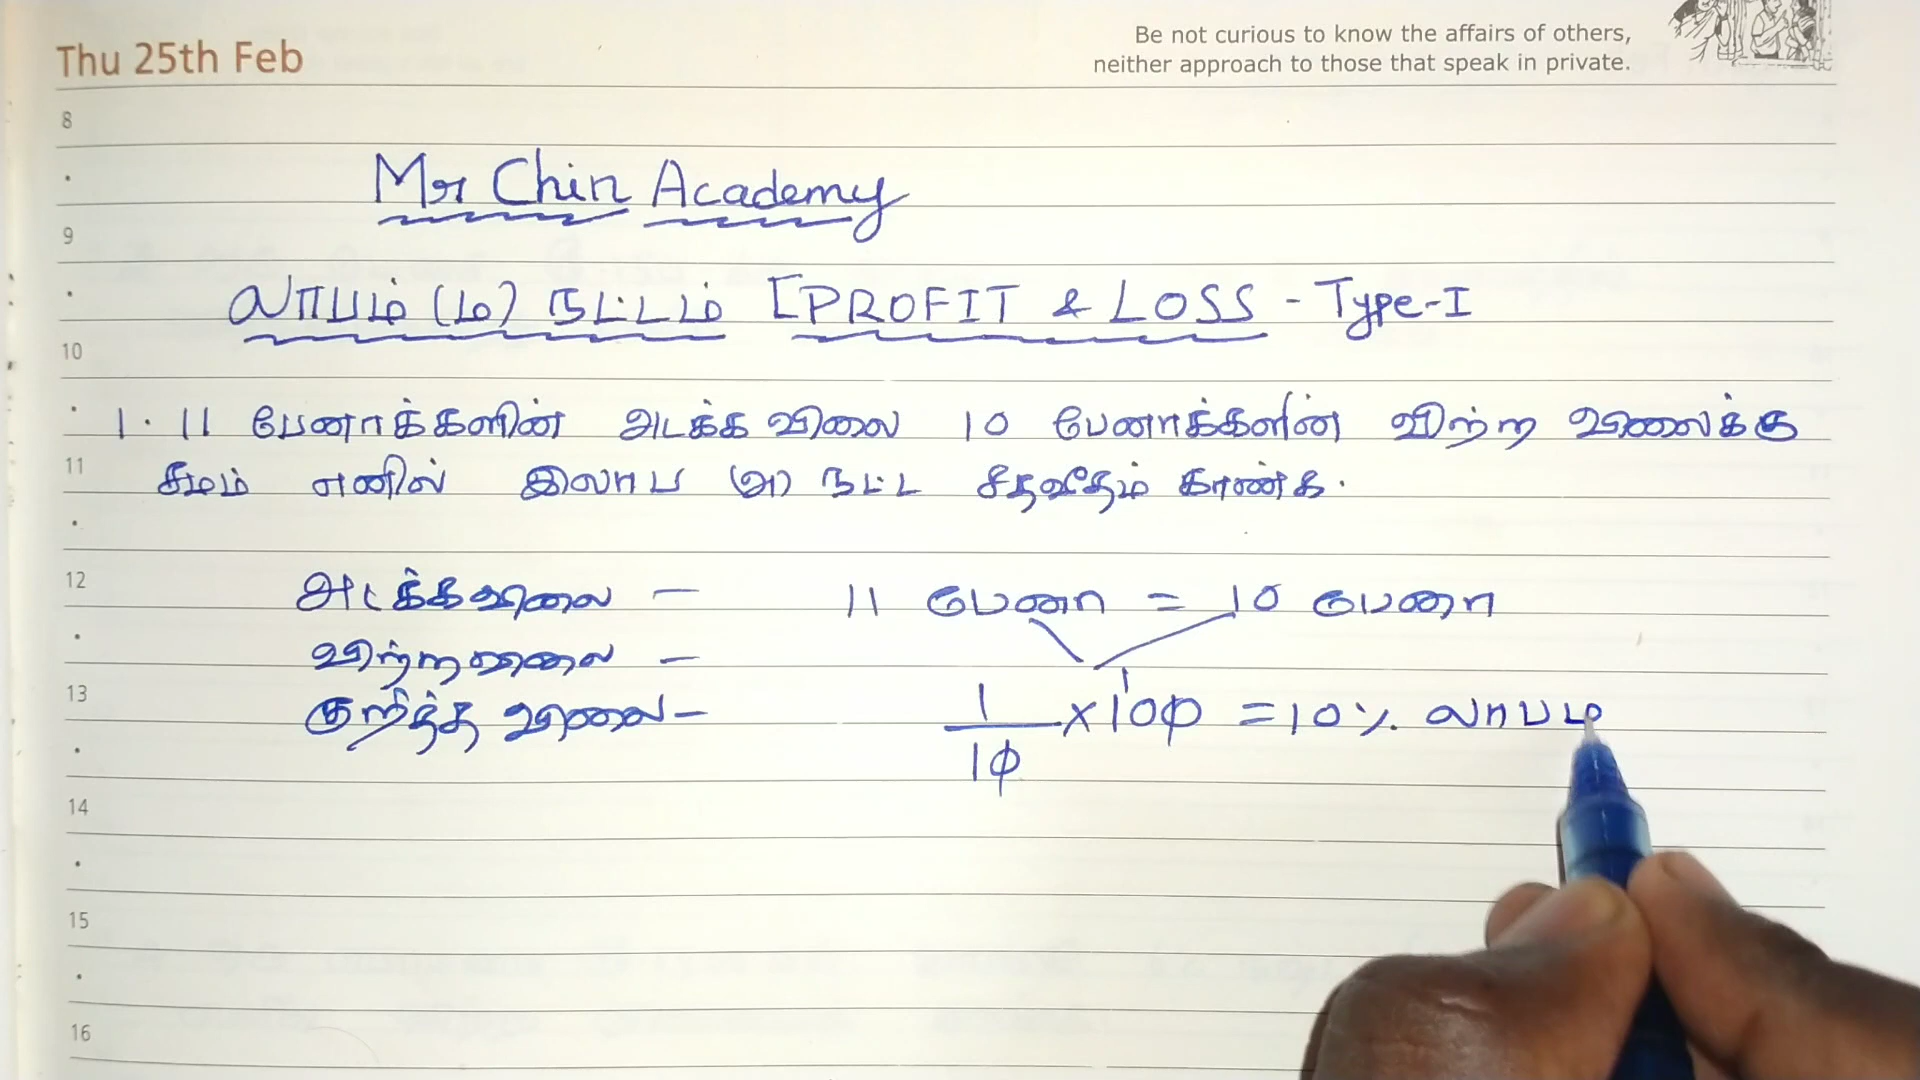 Thu 25th Feb
Be not curious to know the affairs of others,
neither approach to those that speak in private.
8
Mr Chin Academy
9
லாபம் (ம) நட்டம் [PROFIT & LOSS - Type-I
10
1. 11 பேனாக்களின் அடக்க விலை 10 பேனாக்களின் விற்ற விலைக்கு
11
சமம் எனில் இலாப (அ) நட்ட சதவீதம் காண்க.
12
அடக்கவிலை — 11 பேனா = 10 பேனா
விற்றவிலை —
13
குறித்த விலை —
1/10 × 100 = 10% லாபம
14
15
16